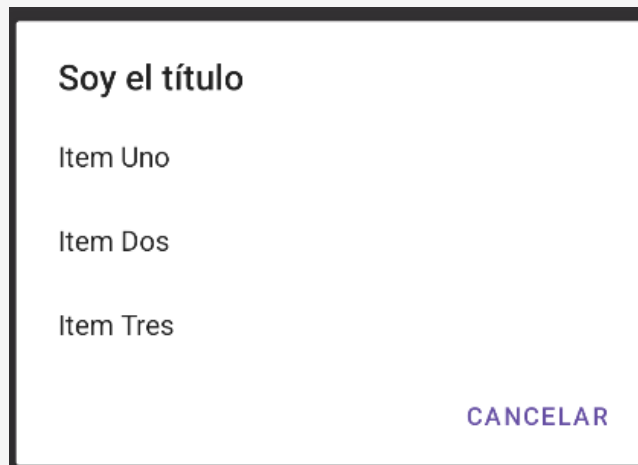 Soy el título
Item Uno
Item Dos
Item Tres
CANCELAR